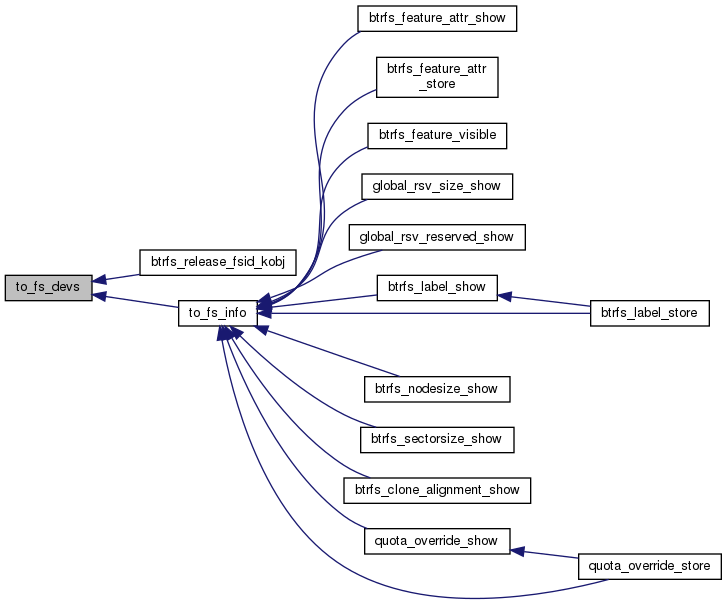 btrfs_feature_attr_show
btrfs_feature_attr
_store
btrfs_feature_visible
global_rsv_size_show
global_rsv_reserved_show
btrfs_release_fsid_kobj
to_fs_devs
btrfs_label_show
to_fs_info
btrfs_label_store
btrfs_nodesize_show
btrfs_sectorsize_show
btrfs_clone_alignment_show
quota_override_show
quota_override_store